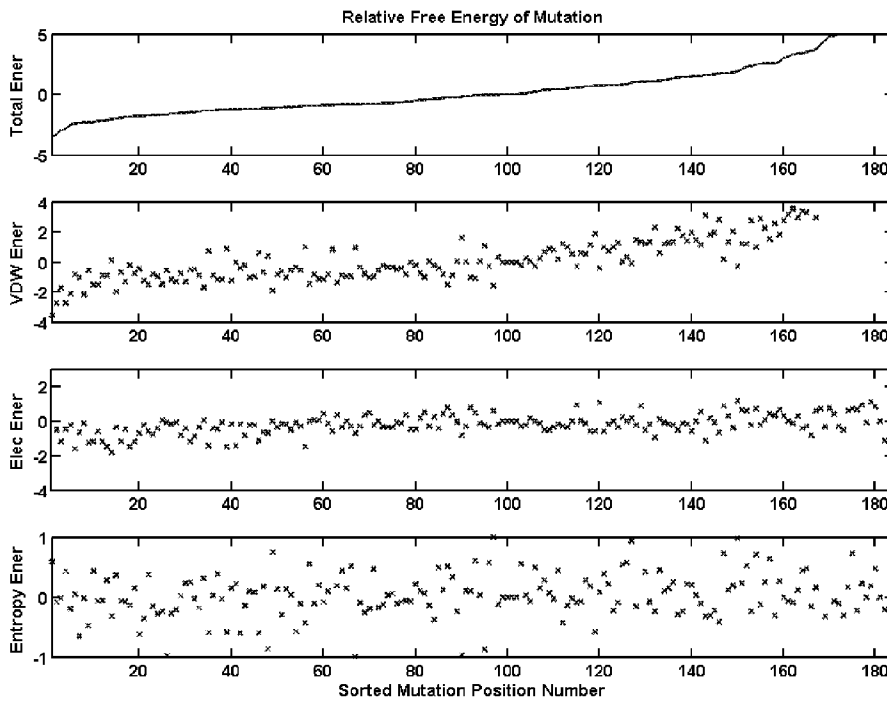 Relative Free Energy of Mutation
Total Ener
5
0
-5
20 40 60 80 100 120 140 160 180
VDW Ener
4
2
0
-2
-4
20 40 60 80 100 120 140 160 180
Elec Ener
2
0
-2
-4
20 40 60 80 100 120 140 160 180
Entropy Ener
1
0
-1
20 40 60 80 100 120 140 160 180
Sorted Mutation Position Number